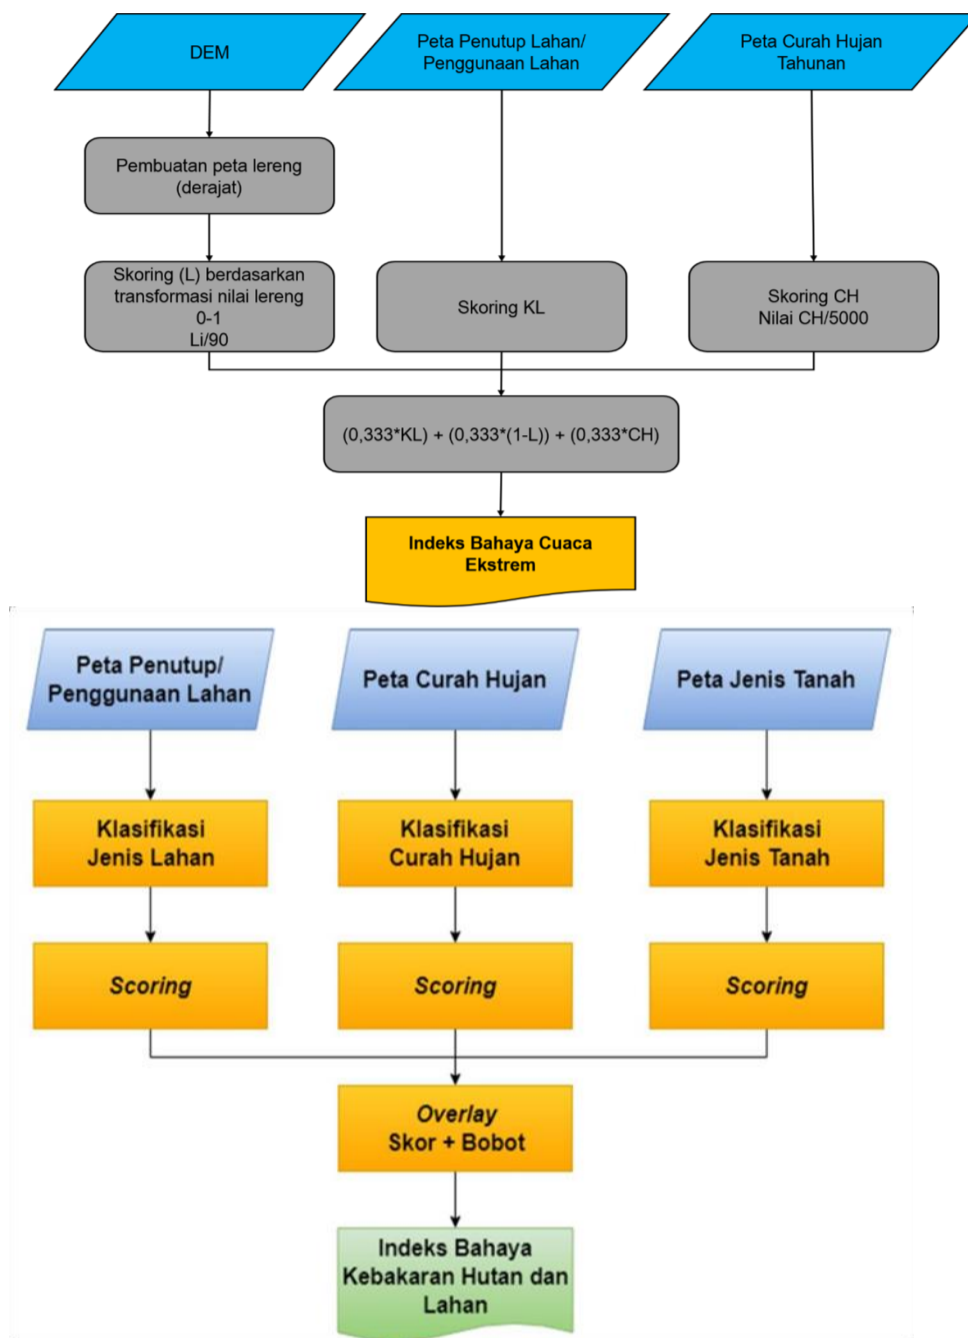 DEM
Peta Penutup Lahan/
Penggunaan Lahan
Peta Curah Hujan
Tahunan
Pembuatan peta lereng
(derajat)
Skoring (L) berdasarkan
transformasi nilai lereng
0-1
Li/90
Skoring KL
Skoring CH
Nilai CH/5000
(0,333*KL) + (0,333*(1-L)) + (0,333*CH)
Indeks Bahaya Cuaca
Ekstrem
Peta Penutup/
Penggunaan Lahan
Peta Curah Hujan
Peta Jenis Tanah
Klasifikasi
Jenis Lahan
Klasifikasi
Curah Hujan
Klasifikasi
Jenis Tanah
Scoring
Scoring
Scoring
Overlay
Skor + Bobot
Indeks Bahaya
Kebakaran Hutan dan
Lahan